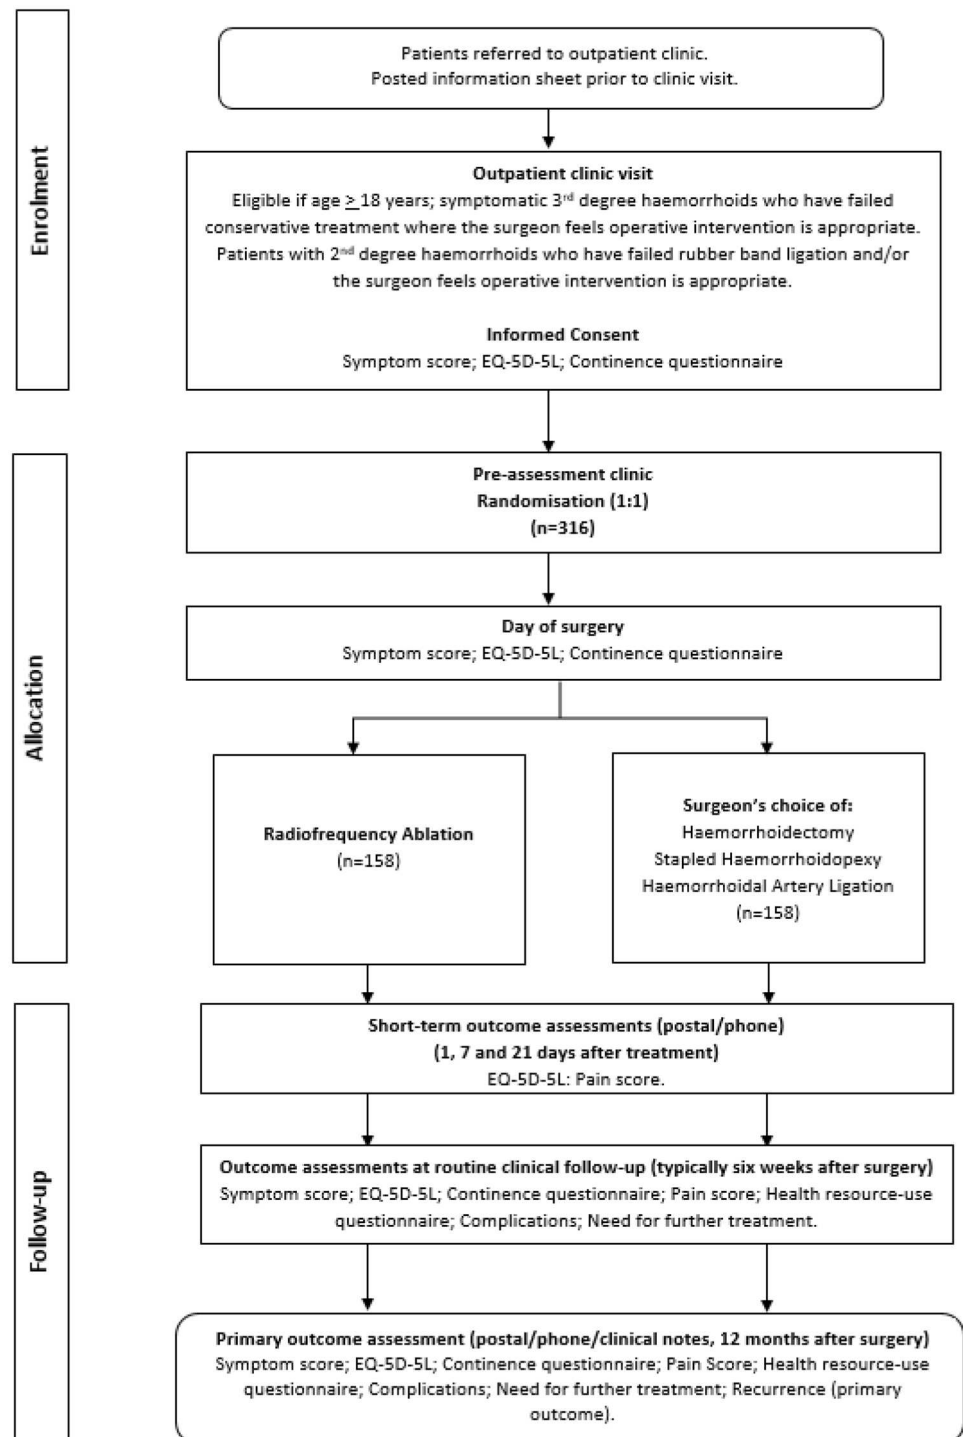 Enrolment
Patients referred to outpatient clinic.
Posted information sheet prior to clinic visit.
Outpatient clinic visit
Eligible if age ≥ 18 years; symptomatic 3rd degree haemorrhoids who have failed
conservative treatment where the surgeon feels operative intervention is appropriate.
Patients with 2nd degree haemorrhoids who have failed rubber band ligation and/or
the surgeon feels operative intervention is appropriate.
Informed Consent
Symptom score; EQ-5D-5L; Continence questionnaire
Allocation
Pre-assessment clinic
Randomisation (1:1)
(n=316)
Day of surgery
Symptom score; EQ-5D-5L; Continence questionnaire
Radiofrequency Ablation
(n=158)
Surgeon's choice of:
Haemorrhoidectomy
Stapled Haemorrhoidopexy
Haemorrhoidal Artery Ligation
(n=158)
Follow-up
Short-term outcome assessments (postal/phone)
(1, 7 and 21 days after treatment)
EQ-5D-5L: Pain score.
Outcome assessments at routine clinical follow-up (typically six weeks after surgery)
Symptom score; EQ-5D-5L; Continence questionnaire; Pain score; Health resource-use
questionnaire; Complications; Need for further treatment.
Primary outcome assessment (postal/phone/clinical notes, 12 months after surgery)
Symptom score; EQ-5D-5L; Continence questionnaire; Pain Score; Health resource-use
questionnaire; Complications; Need for further treatment; Recurrence (primary
outcome).